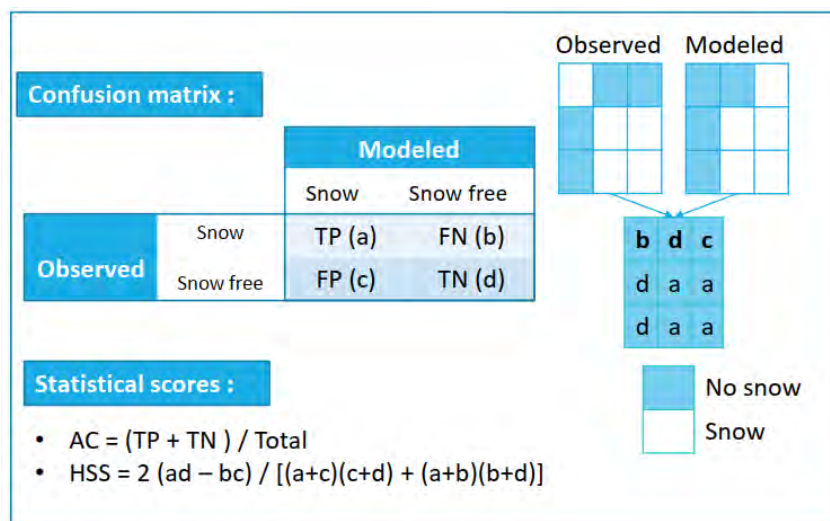 Observed Modeled
Confusion matrix :
Modeled
Snow Snow free
Observed
Snow TP (a) FN (b)
Snow free FP (c) TN (d)
b d c
d a a
d a a
No snow
Snow
Statistical scores :
• AC = (TP + TN ) / Total
• HSS = 2 (ad – bc) / [(a+c)(c+d) + (a+b)(b+d)]